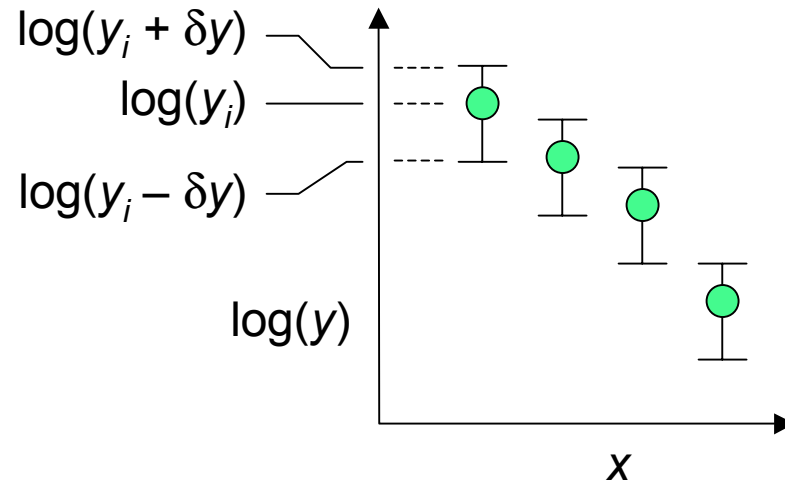 log(yᵢ + δy)
log(yᵢ)
log(yᵢ – δy)
log(y)
x